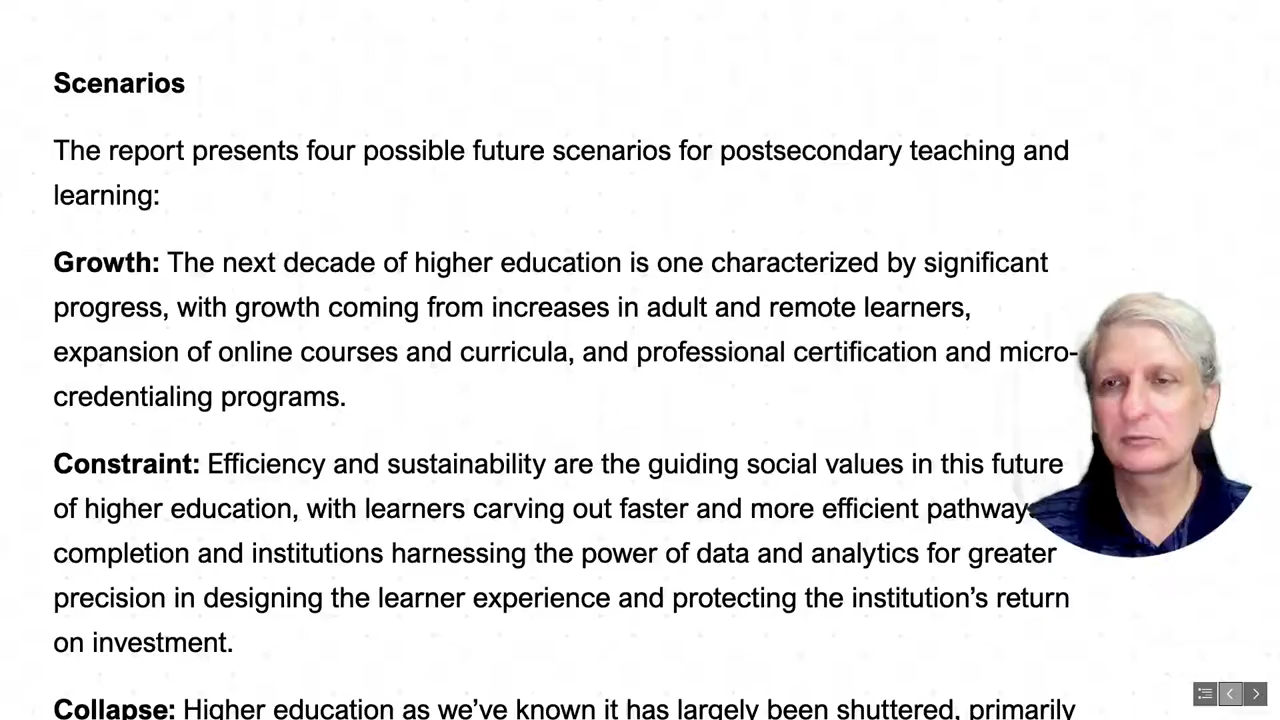 Scenarios
The report presents four possible future scenarios for postsecondary teaching and
learning:
Growth: The next decade of higher education is one characterized by significant
progress, with growth coming from increases in adult and remote learners,
expansion of online courses and curricula, and professional certification and micro-
credentialing programs.
Constraint: Efficiency and sustainability are the guiding social values in this future
of higher education, with learners carving out faster and more efficient pathways
completion and institutions harnessing the power of data and analytics for greater
precision in designing the learner experience and protecting the institution’s return
on investment.
Collapse: Higher education as we’ve known it has largely been shuttered, primarily